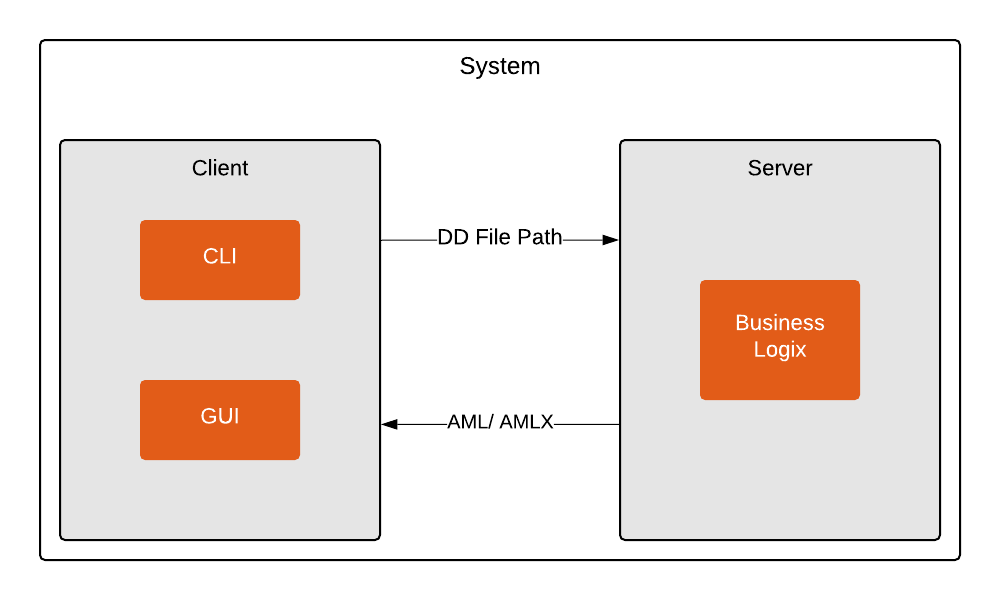 System
Client
Server
CLI
DD File Path
Business
Logix
GUI
AML/ AMLX